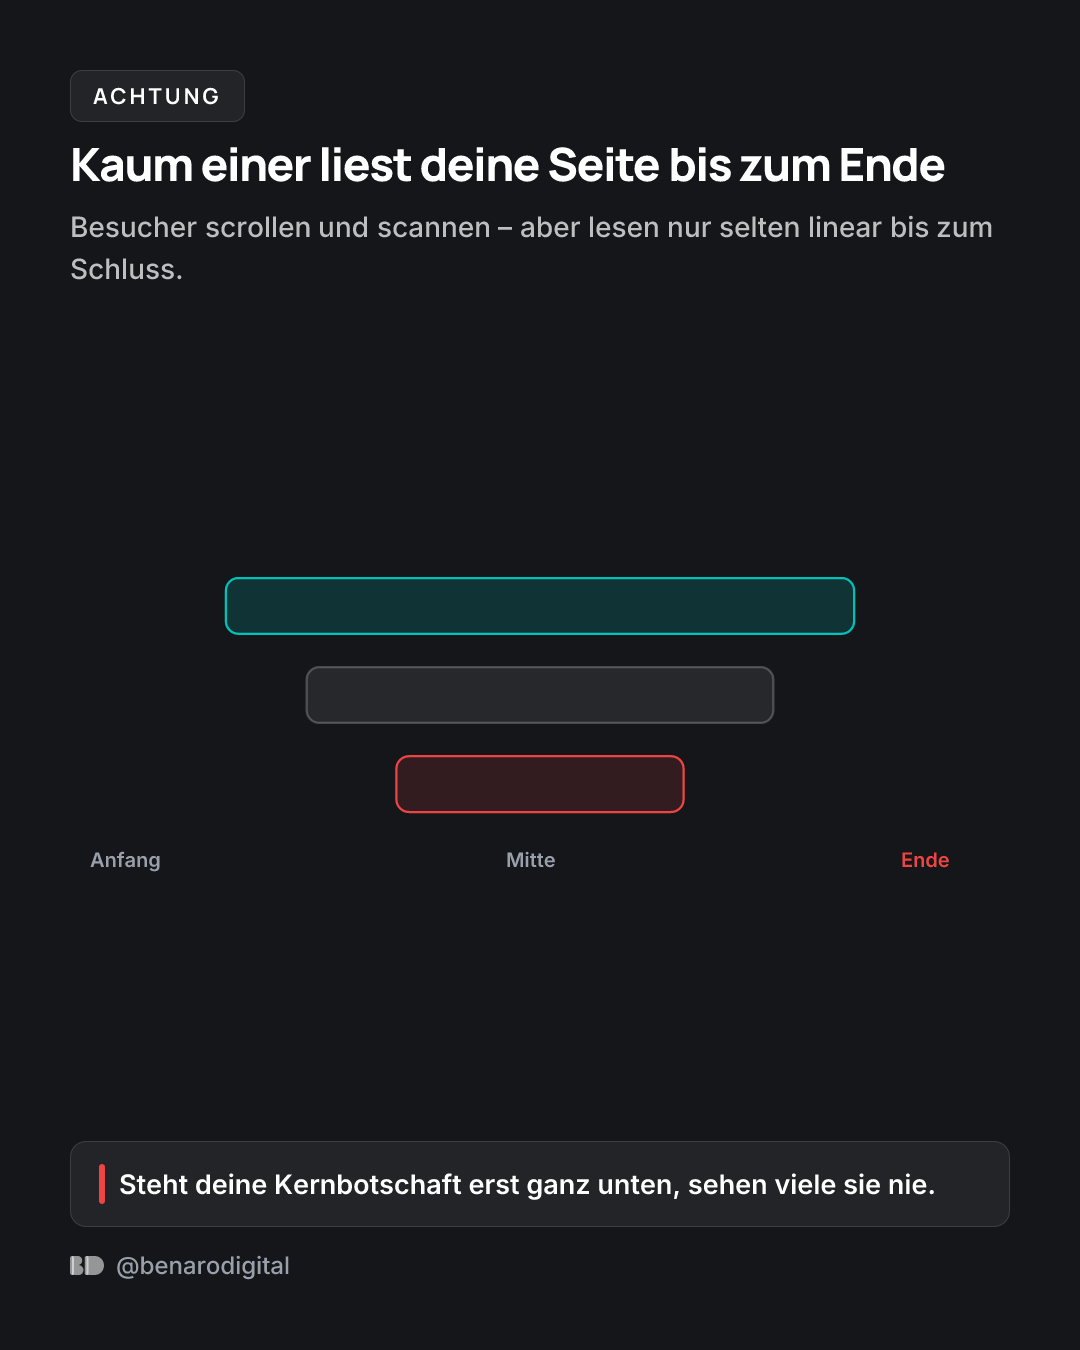 ACHTUNG
Kaum einer liest deine Seite bis zum Ende
Besucher scrollen und scannen – aber lesen nur selten linear bis zum
Schluss.
Anfang Mitte Ende
Steht deine Kernbotschaft erst ganz unten, sehen viele sie nie.
BD @benarodigital